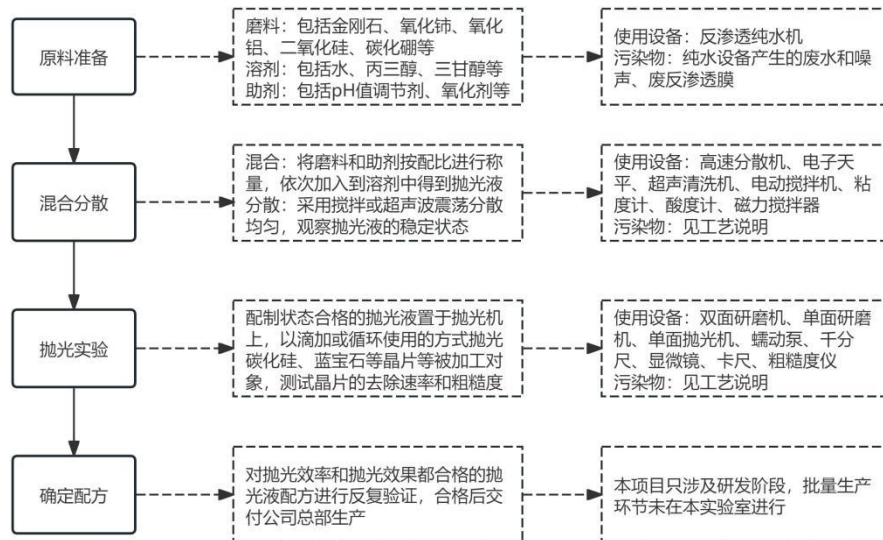 原料准备
磨料：包括金刚石、氧化铈、氧化
铝、二氧化硅、碳化硼等
溶剂：包括水、丙三醇、三甘醇等
助剂：包括pH值调节剂、氧化剂等
使用设备：反渗透纯水机
污染物：纯水设备产生的废水和噪
声、废反渗透膜
混合分散
混合：将磨料和助剂按配比进行称
量，依次加入到溶剂中得到抛光液
分散：采用搅拌或超声波震荡分散
均匀，观察抛光液的稳定状态
使用设备：高速分散机、电子天
平、超声清洗机、电动搅拌机、粘
度计、酸度计、磁力搅拌器
污染物：见工艺说明
抛光实验
配制状态合格的抛光液置于抛光机
上，以滴加或循环使用的方式抛光
碳化硅、蓝宝石等晶片等被加工对
象，测试晶片的去除速率和粗糙度
使用设备：双面研磨机、单面研磨
机、单面抛光机、蠕动泵、千分
尺、显微镜、卡尺、粗糙度仪
污染物：见工艺说明
确定配方
对抛光效率和抛光效果都合格的抛
光液配方进行反复验证，合格后交
付公司总部生产
本项目只涉及研发阶段，批量生产
环节未在本实验室进行